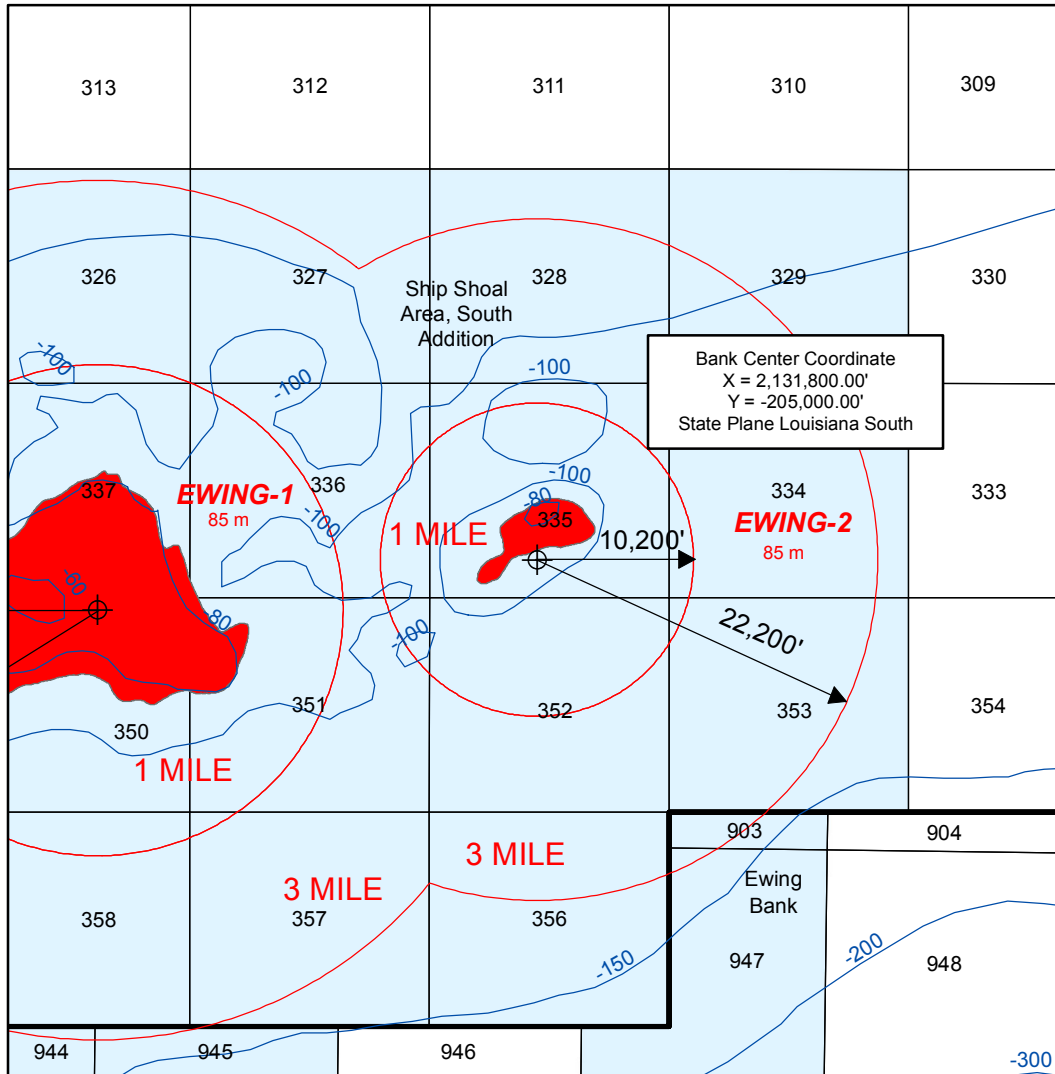 313
312
311
310
309
326
327
328
329
330
Ship Shoal
Area, South
Addition
-100
-100
-100
Bank Center Coordinate
X = 2,131,800.00'
Y = -205,000.00'
State Plane Louisiana South
337
EWING-1
85 m
336
-100
1 MILE
-100
-80
335
10,200'
334
EWING-2
85 m
333
-60
-80
-100
22,200'
350
351
352
353
354
1 MILE
3 MILE
3 MILE
903
904
Ewing
Bank
358
357
356
-150
947
-200
948
944
945
946
-300